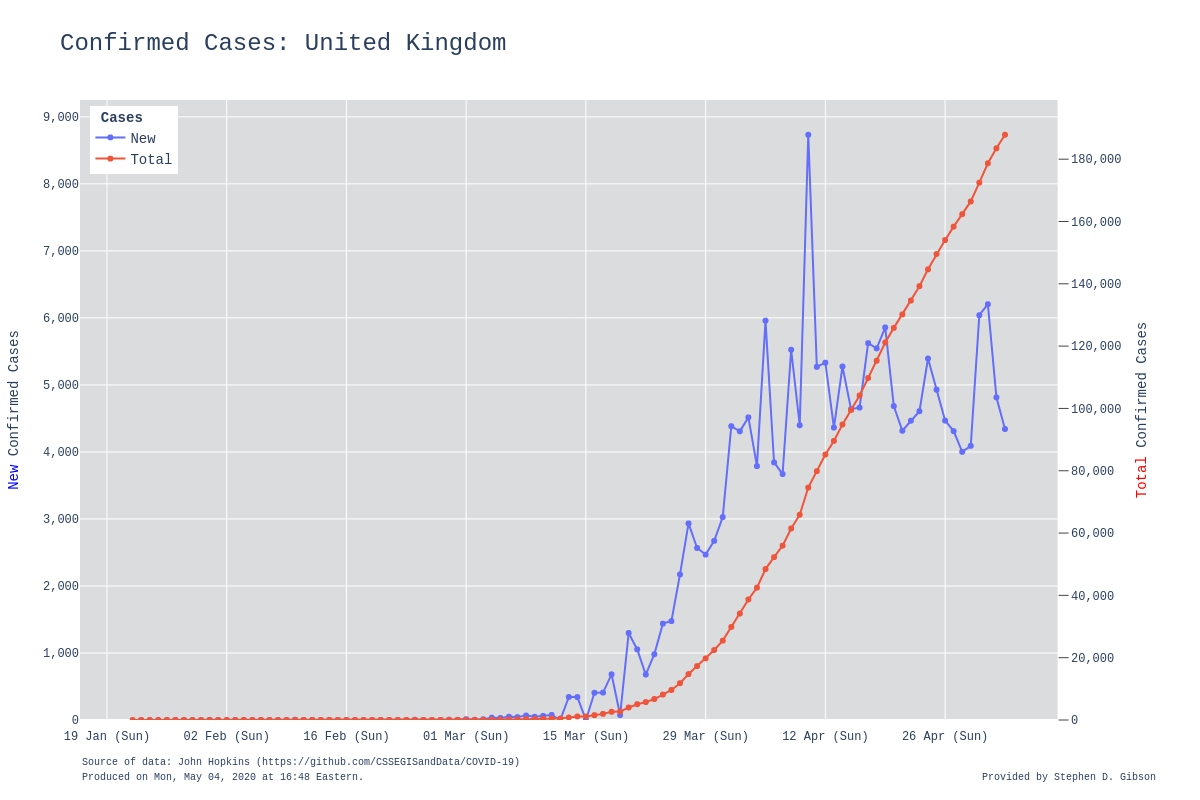 Confirmed Cases: United Kingdom
Cases
New
Total
9,000
8,000
7,000
6,000
5,000
4,000
3,000
2,000
1,000
0
New Confirmed Cases
180,000
160,000
140,000
120,000
100,000
80,000
60,000
40,000
20,000
0
Total Confirmed Cases
19 Jan (Sun)
02 Feb (Sun)
16 Feb (Sun)
01 Mar (Sun)
15 Mar (Sun)
29 Mar (Sun)
12 Apr (Sun)
26 Apr (Sun)
Source of data: John Hopkins (https://github.com/CSSEGISandData/COVID-19)
Produced on Mon, May 04, 2020 at 16:48 Eastern.
Provided by Stephen D. Gibson